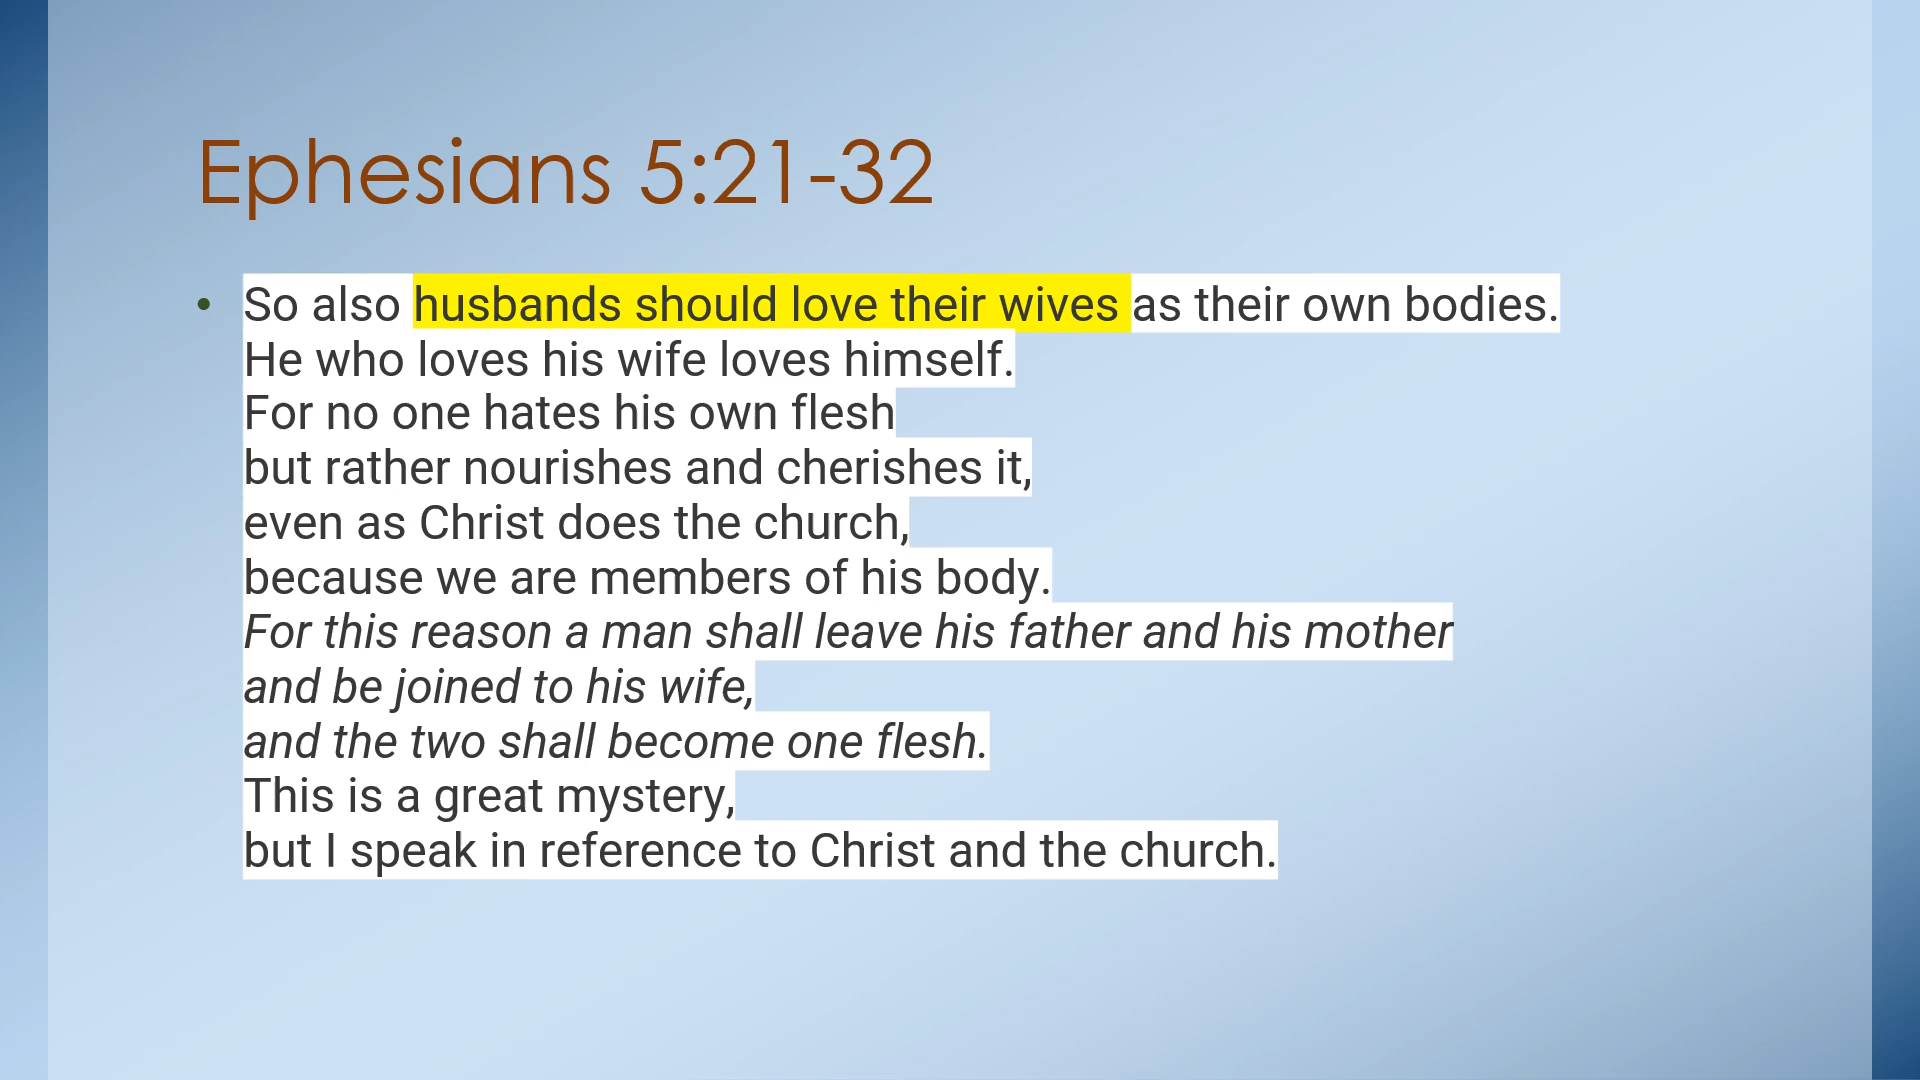 Ephesians 5:21-32
• So also husbands should love their wives as their own bodies.
He who loves his wife loves himself.
For no one hates his own flesh
but rather nourishes and cherishes it,
even as Christ does the church,
because we are members of his body.
For this reason a man shall leave his father and his mother
and be joined to his wife,
and the two shall become one flesh.
This is a great mystery,
but I speak in reference to Christ and the church.